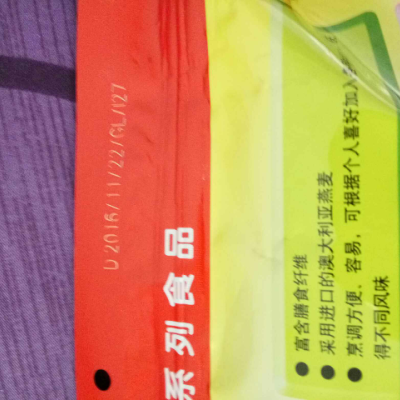 D 2016/11/22/GL/127
系列食品
●富含膳食纤维
●采用进口的澳大利亚燕麦
●烹调方便、容易，可根据个人喜好加入
得不同风味